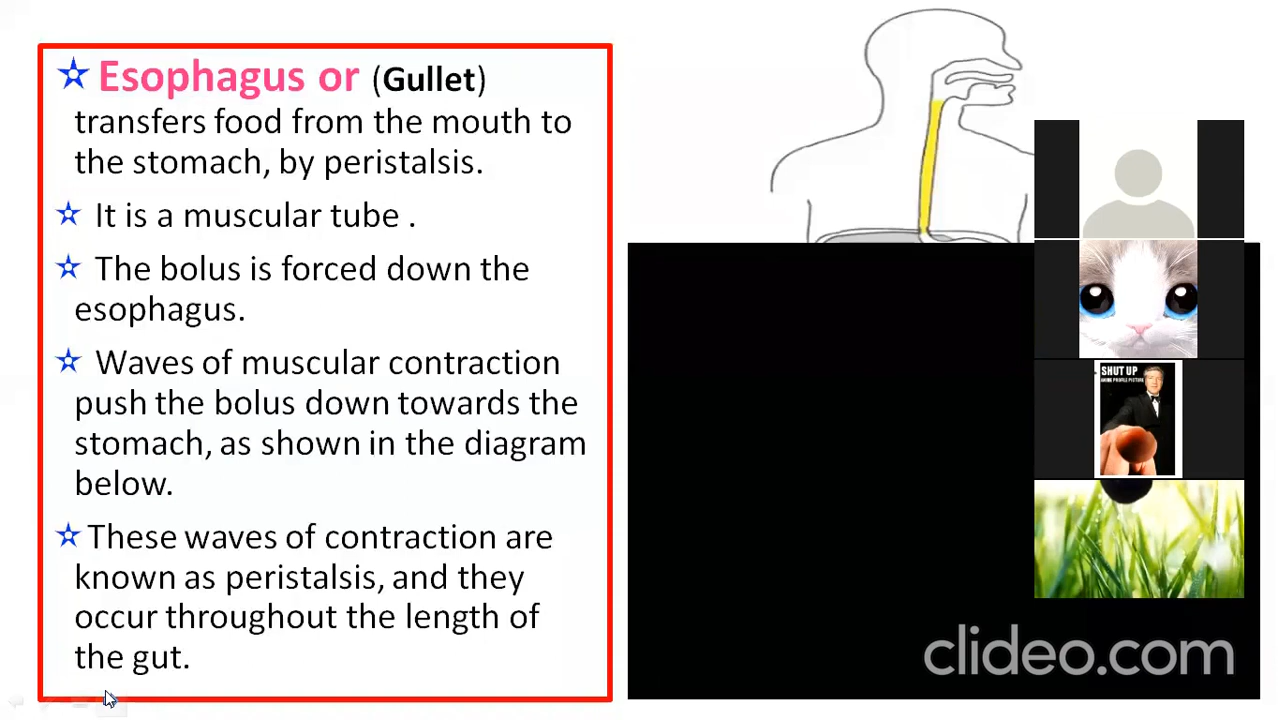 Esophagus or (Gullet)
transfers food from the mouth to
the stomach, by peristalsis.
It is a muscular tube .
The bolus is forced down the
esophagus.
Waves of muscular contraction
push the bolus down towards the
stomach, as shown in the diagram
below.
These waves of contraction are
known as peristalsis, and they
occur throughout the length of
the gut.
SHUT UP
ANIME PROFILE PICTURE
clideo.com